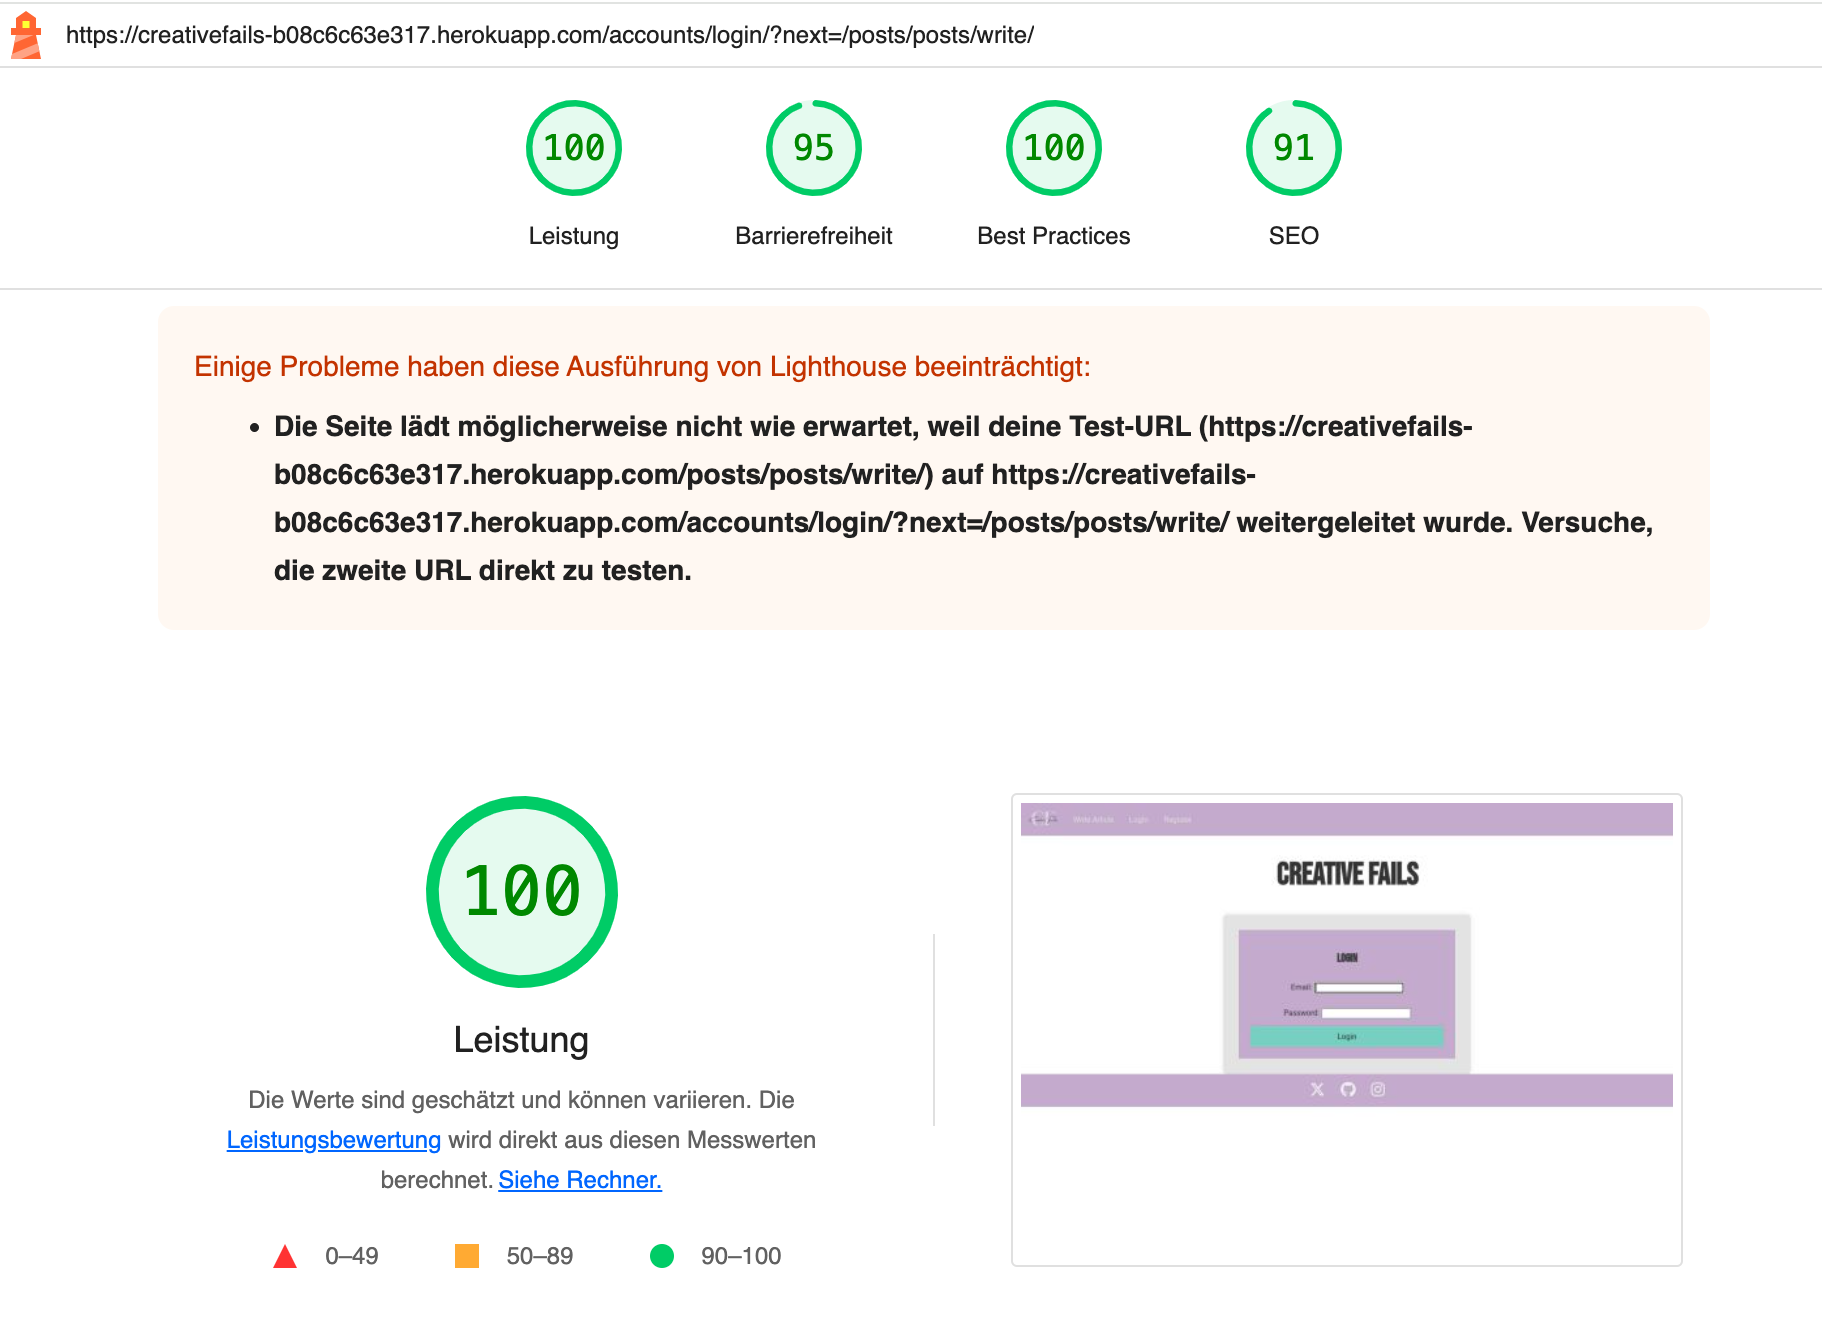 https://creativefails-b08c6c63e317.herokuapp.com/accounts/login/?next=/posts/posts/write/
100
95
100
91
Leistung
Barrierefreiheit
Best Practices
SEO
Einige Probleme haben diese Ausführung von Lighthouse beeinträchtigt:
• Die Seite lädt möglicherweise nicht wie erwartet, weil deine Test-URL (https://creativefails-
b08c6c63e317.herokuapp.com/posts/posts/write/) auf https://creativefails-
b08c6c63e317.herokuapp.com/accounts/login/?next=/posts/posts/write/ weitergeleitet wurde. Versuche,
die zweite URL direkt zu testen.
100
Leistung
Die Werte sind geschätzt und können variieren. Die
Leistungsbewertung wird direkt aus diesen Messwerten
berechnet. Siehe Rechner.
0–49
50–89
90–100
Write Article
Login
Register
CREATIVE FAILS
LOGIN
Email:
Password:
Login